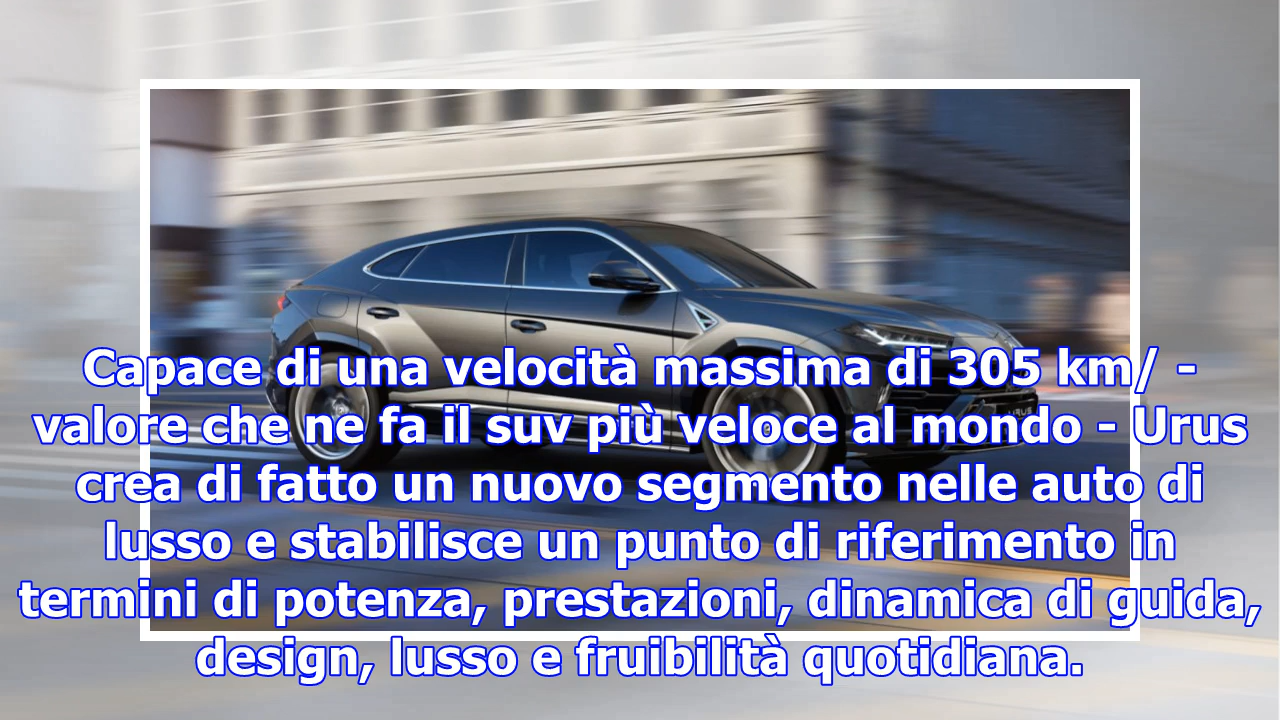 Capace di una velocità massima di 305 km/ -
valore che ne fa il suv più veloce al mondo - Urus
crea di fatto un nuovo segmento nelle auto di
lusso e stabilisce un punto di riferimento in
termini di potenza, prestazioni, dinamica di guida,
design, lusso e fruibilità quotidiana.
URUS